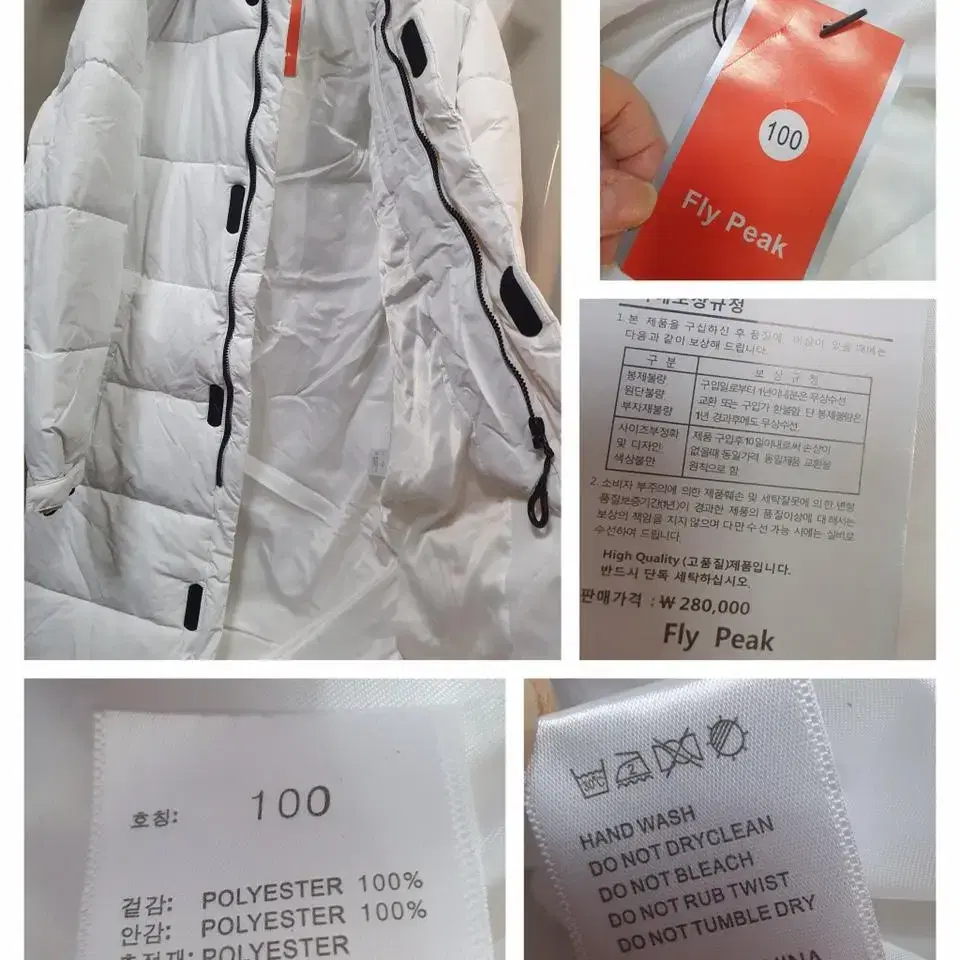 100
Fly Peak
1. 본 제품을 구입하신 후 품질에 이상이 있을 때에는
다음과 같이 보상해 드립니다.
구 분
보 상 규 정
봉제불량
원단불량
부자재불량
구입일로부터 1년이내분은 무상수선
교환 또는 구입가 환불함. 단 봉제불량은
1년 경과후에도 무상수선.
사이즈부정확
및 디자인.
색상불만
제품 구입후 10일이내로써 손상이
없을때 동일가격, 동일제품 교환을
원칙으로 함
2. 소비자 부주의에 의한 제품훼손 및 세탁잘못에 의한 변형
품질보증기간(1년)이 경과한 제품의 품질이상에 대해서는
보상의 책임을 지지 않으며 다만 수선 가능 시에는 실비로
수선하여 드립니다.
High Quality (고품질)제품입니다.
반드시 단독 세탁하십시오.
판매가격 : ₩ 280,000
Fly Peak
호칭: 100
겉감: POLYESTER 100%
안감: POLYESTER 100%
충전재: POLYESTER
HAND WASH
DO NOT DRYCLEAN
DO NOT BLEACH
DO NOT RUB TWIST
DO NOT TUMBLE DRY